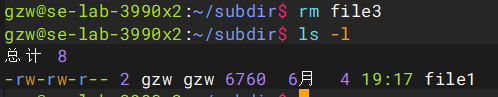 gzw@se-lab-3990x2:~/subdir$ rm file3
gzw@se-lab-3990x2:~/subdir$ ls -l
总计 8
-rw-rw-r-- 2 gzw gzw 6760  6月   4 19:17 file1